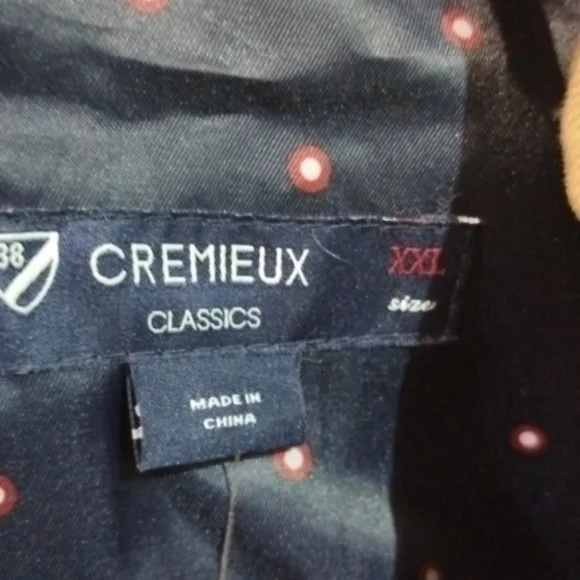 38
CREMIEUX
XXL
CLASSICS
size
MADE IN
CHINA